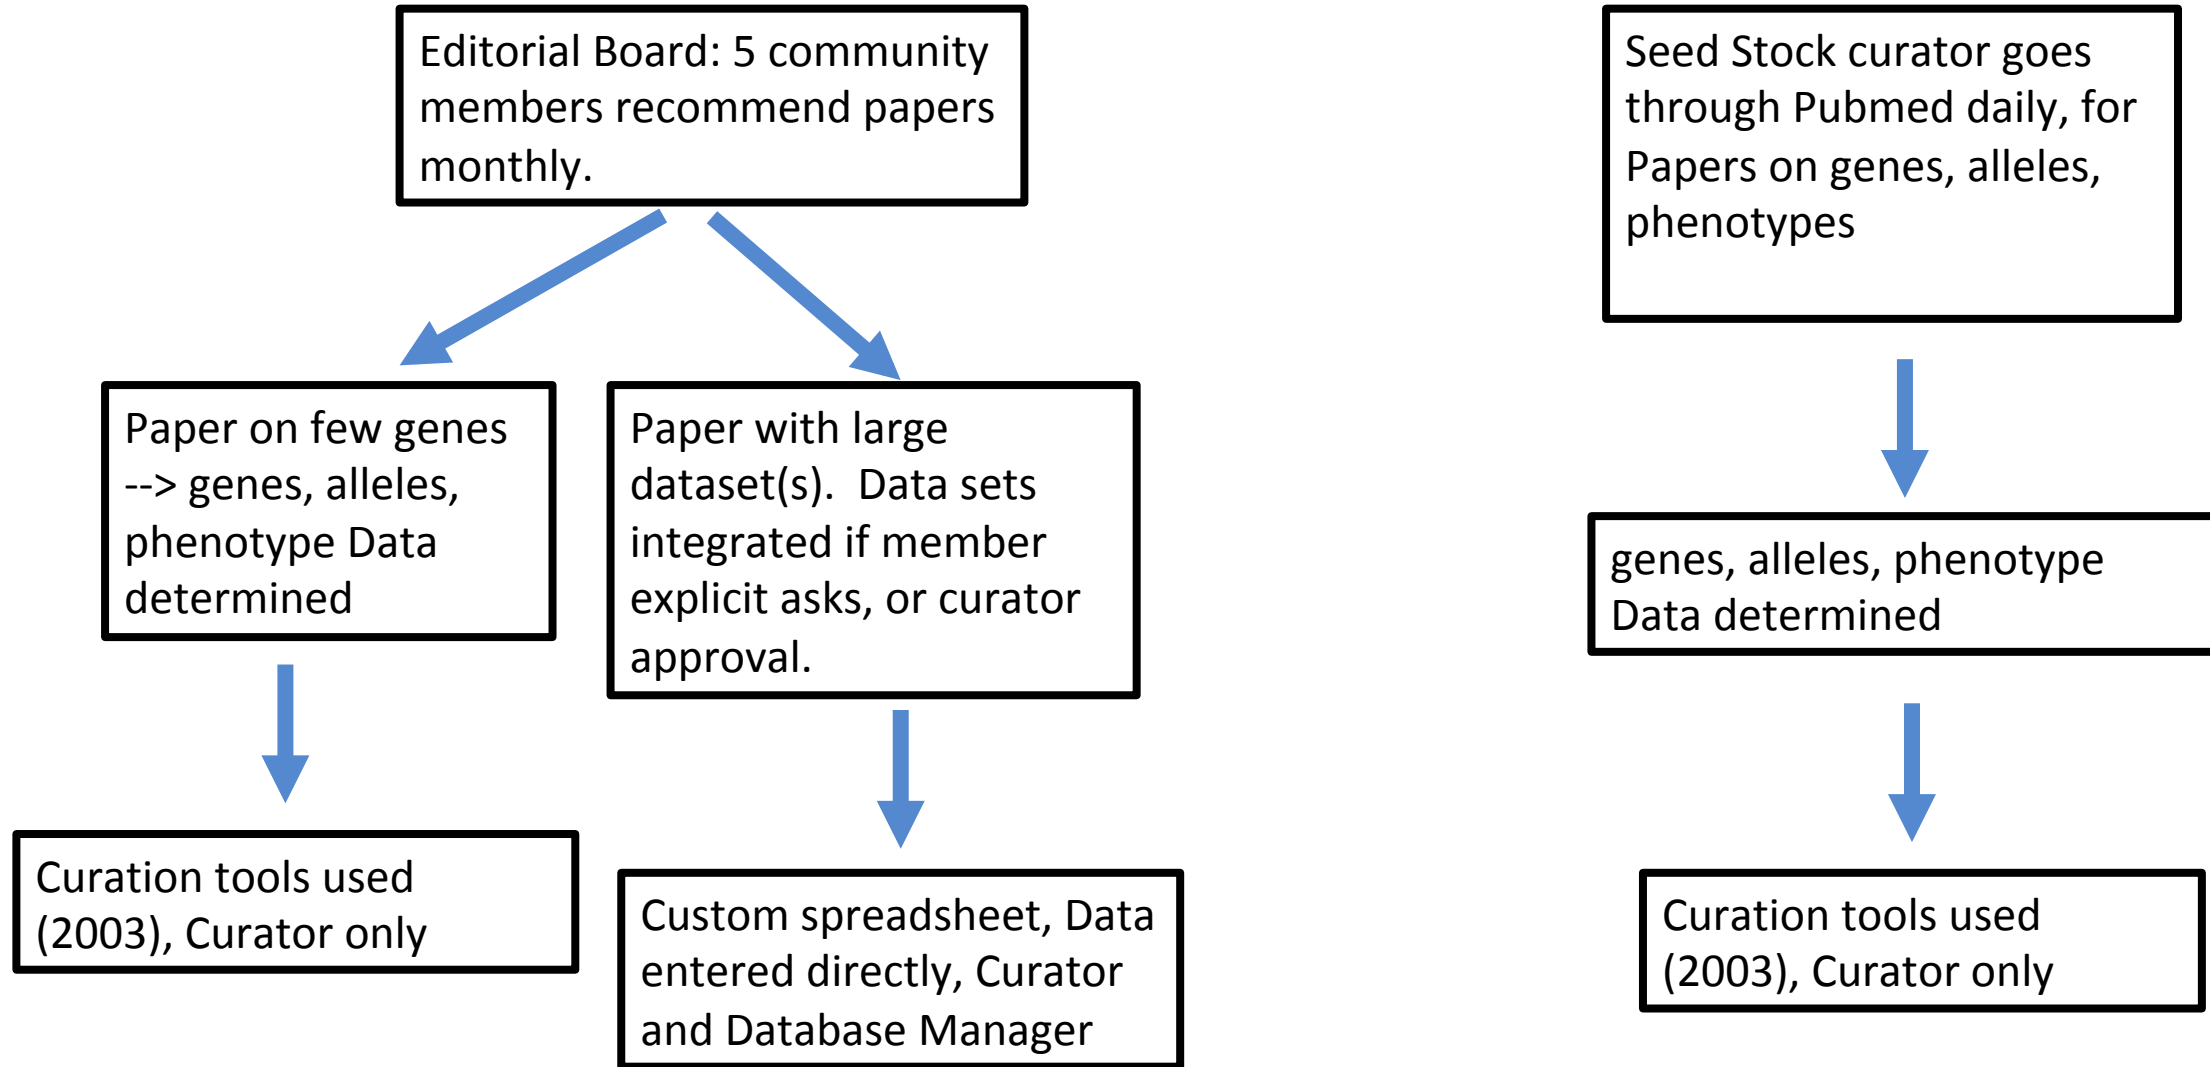 Editorial Board: 5 community
members recommend papers
monthly.
Seed Stock curator goes
through Pubmed daily, for
Papers on genes, alleles,
phenotypes
Paper on few genes
--> genes, alleles,
phenotype Data
determined
Paper with large
dataset(s).  Data sets
integrated if member
explicit asks, or curator
approval.
genes, alleles, phenotype
Data determined
Curation tools used
(2003), Curator only
Custom spreadsheet, Data
entered directly, Curator
and Database Manager
Curation tools used
(2003), Curator only